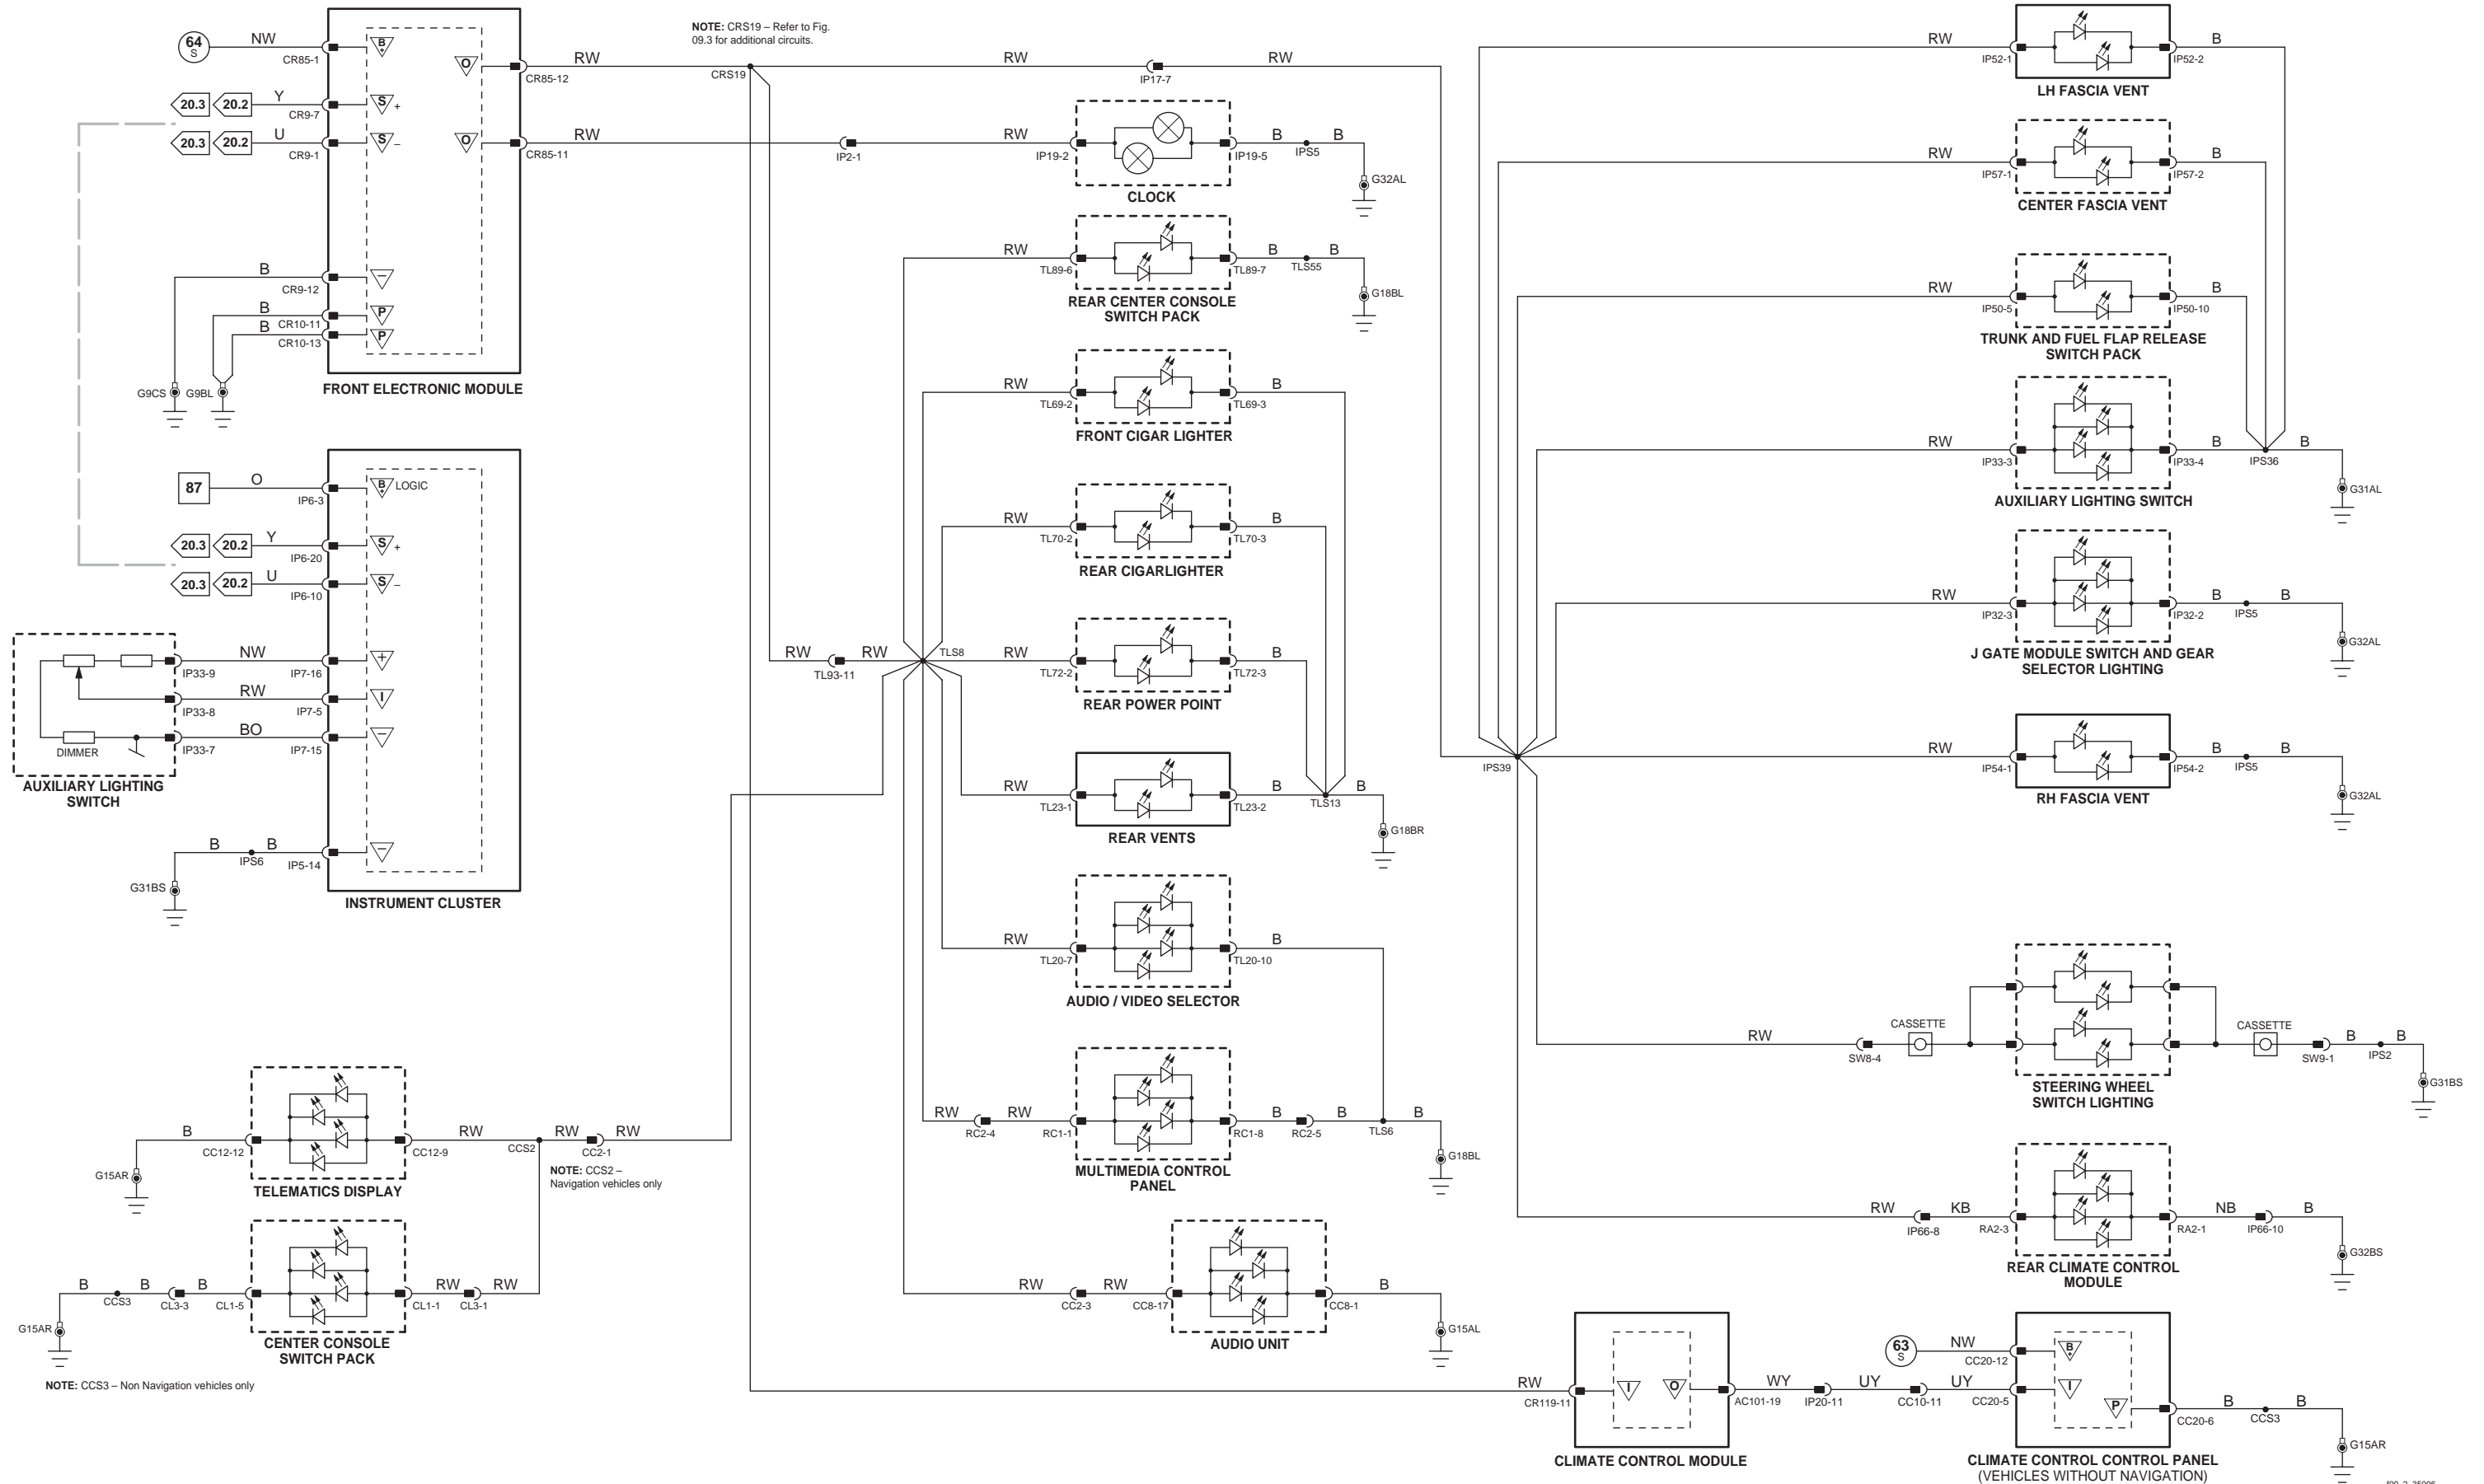 NOTE: CRS19 – Refer to Fig.
09.3 for additional circuits.
64
S
NW
CR85-1
B
+
O
CR85-12
RW
CRS19
RW
IP17-7
RW
20.3
20.2
Y
CR9-7
S
+
20.3
20.2
U
CR9-1
S
–
O
CR85-11
RW
IP2-1
RW
IP19-2
IP19-5
B
IPS5
B
G32AL
CLOCK
B
CR9-12
–
B
CR10-11
P
B
CR10-13
P
G9CS
G9BL
FRONT ELECTRONIC MODULE
87
O
IP6-3
B
+
LOGIC
20.3
20.2
Y
IP6-20
S
+
20.3
20.2
U
IP6-10
S
–
NW
IP33-9
IP7-16
+
RW
IP33-8
IP7-5
I
BO
IP33-7
IP7-15
–
DIMMER
AUXILIARY LIGHTING
SWITCH
B
IPS6
B
IP5-14
–
G31BS
INSTRUMENT CLUSTER
RW
TL89-6
TL89-7
B
TLS55
B
G18BL
REAR CENTER CONSOLE
SWITCH PACK
RW
TL69-2
TL69-3
B
FRONT CIGAR LIGHTER
RW
TL70-2
TL70-3
B
REAR CIGARLIGHTER
RW
TL93-11
RW
TLS8
RW
TL72-2
TL72-3
B
REAR POWER POINT
RW
TL23-1
TL23-2
B
TLS13
B
G18BR
REAR VENTS
RW
TL20-7
TL20-10
B
AUDIO / VIDEO SELECTOR
RW
RC2-4
RW
RC1-1
RC1-8
B
RC2-5
B
TLS6
B
G18BL
MULTIMEDIA CONTROL
PANEL
RW
CC2-3
RW
CC8-17
CC8-1
B
G15AL
AUDIO UNIT
B
G15AR
CC12-12
CC12-9
RW
CCS2
RW
CC2-1
RW
NOTE: CCS2 –
Navigation vehicles only
TELEMATICS DISPLAY
B
CCS3
B
CL3-3
B
CL1-5
CL1-1
RW
CL3-1
RW
G15AR
CENTER CONSOLE
SWITCH PACK
NOTE: CCS3 – Non Navigation vehicles only
RW
IP52-1
IP52-2
B
LH FASCIA VENT
RW
IP57-1
IP57-2
B
CENTER FASCIA VENT
RW
IP50-5
IP50-10
B
TRUNK AND FUEL FLAP RELEASE
SWITCH PACK
RW
IP33-3
IP33-4
B
IPS36
B
G31AL
AUXILIARY LIGHTING SWITCH
RW
IP32-3
IP32-2
B
IPS5
B
G32AL
J GATE MODULE SWITCH AND GEAR
SELECTOR LIGHTING
IPS39
RW
IP54-1
IP54-2
B
IPS5
B
G32AL
RH FASCIA VENT
RW
SW8-4
CASSETTE
CASSETTE
SW9-1
B
IPS2
B
G31BS
STEERING WHEEL
SWITCH LIGHTING
RW
IP66-8
KB
RA2-3
RA2-1
NB
IP66-10
B
G32BS
REAR CLIMATE CONTROL
MODULE
RW
CR119-11
I
O
AC101-19
WY
IP20-11
UY
CC10-11
UY
CC20-5
I
63
S
NW
CC20-12
B
+
P
CC20-6
B
CCS3
B
G15AR
CLIMATE CONTROL MODULE
CLIMATE CONTROL CONTROL PANEL
(VEHICLES WITHOUT NAVIGATION)